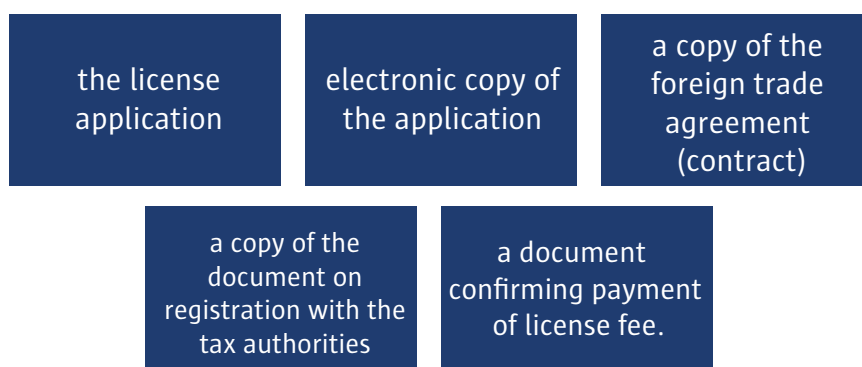 the license
application
electronic copy of
the application
a copy of the
foreign trade
agreement
(contract)
a copy of the
document on
registration with the
tax authorities
a document
confirming payment
of license fee.